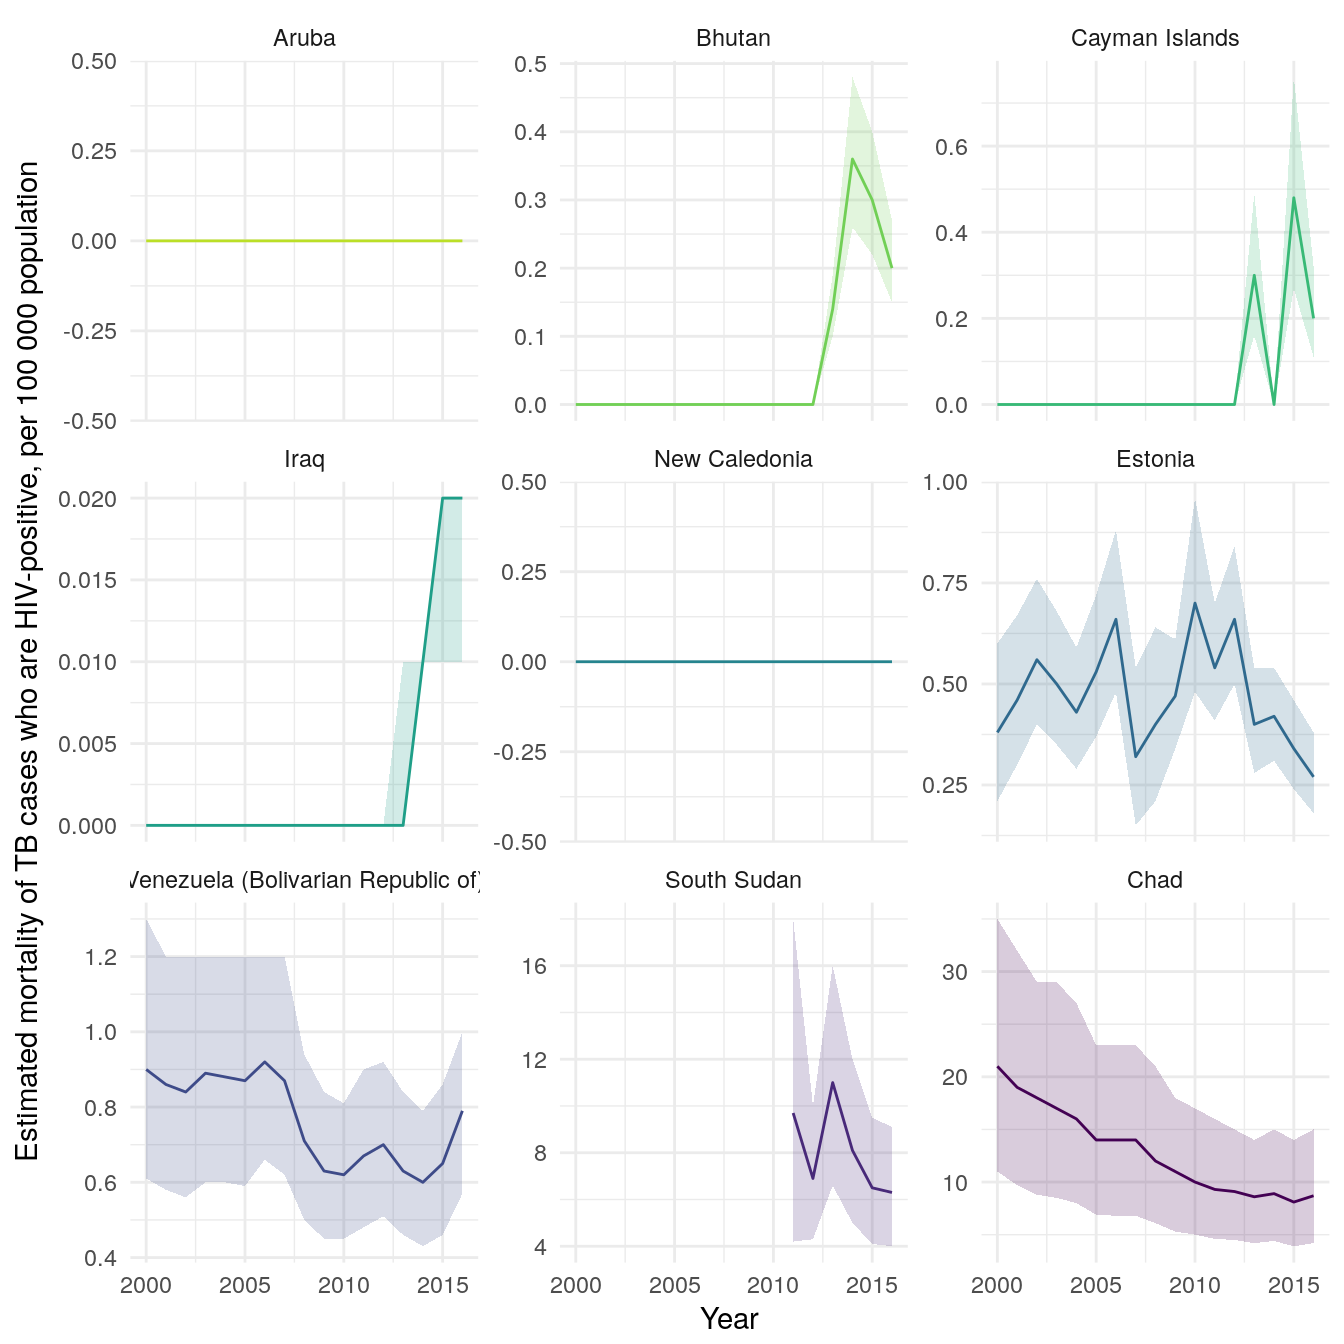 Estimated mortality of TB cases who are HIV-positive, per 100 000 population
Aruba
0.50
0.25
0.00
-0.25
-0.50
Bhutan
0.5
0.4
0.3
0.2
0.1
0.0
Cayman Islands
0.6
0.4
0.2
0.0
Iraq
0.020
0.015
0.010
0.005
0.000
New Caledonia
0.50
0.25
0.00
-0.25
-0.50
Estonia
1.00
0.75
0.50
0.25
Venezuela (Bolivarian Republic of)
1.2
1.0
0.8
0.6
0.4
2000 2005 2010 2015
South Sudan
16
12
8
4
2000 2005 2010 2015
Chad
30
20
10
2000 2005 2010 2015
Year